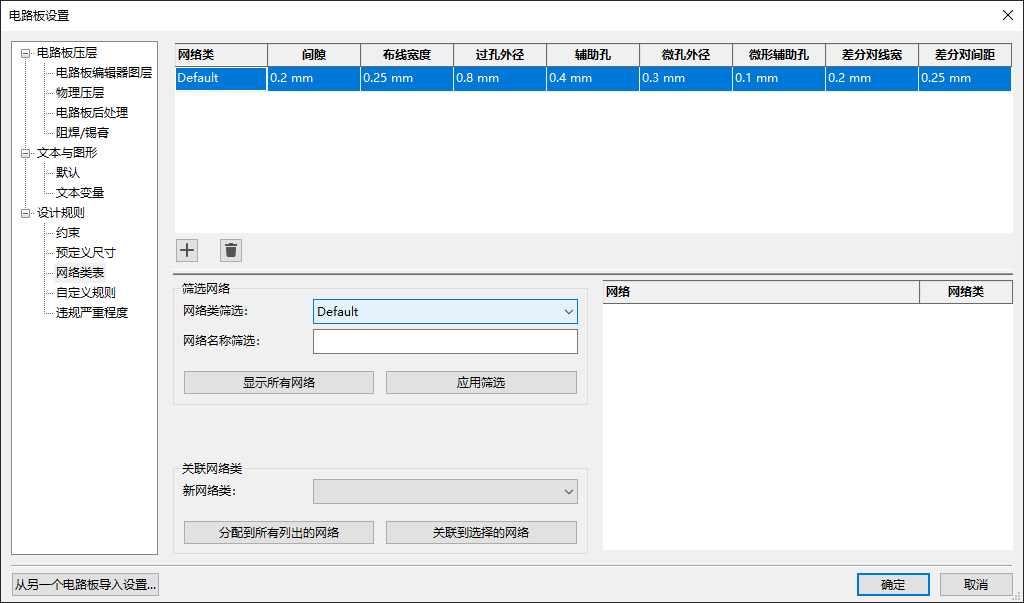 电路板设置
电路板压层
电路板编辑器图层
物理压层
电路板后处理
阻焊/锡膏
文本与图形
默认
文本变量
设计规则
约束
预定义尺寸
网络类表
自定义规则
违规严重程度
网络类 间隙 布线宽度 过孔外径 辅助孔 微孔外径 微形辅助孔 差分对线宽 差分对间距
Default 0.2 mm 0.25 mm 0.8 mm 0.4 mm 0.3 mm 0.1 mm 0.2 mm 0.25 mm
筛选网络
网络类筛选: Default
网络名称筛选:
显示所有网络 应用筛选
关联网络类
新网络类:
分配到所有列出的网络 关联到选择的网络
网络 网络类
从另一个电路板导入设置...
确定 取消